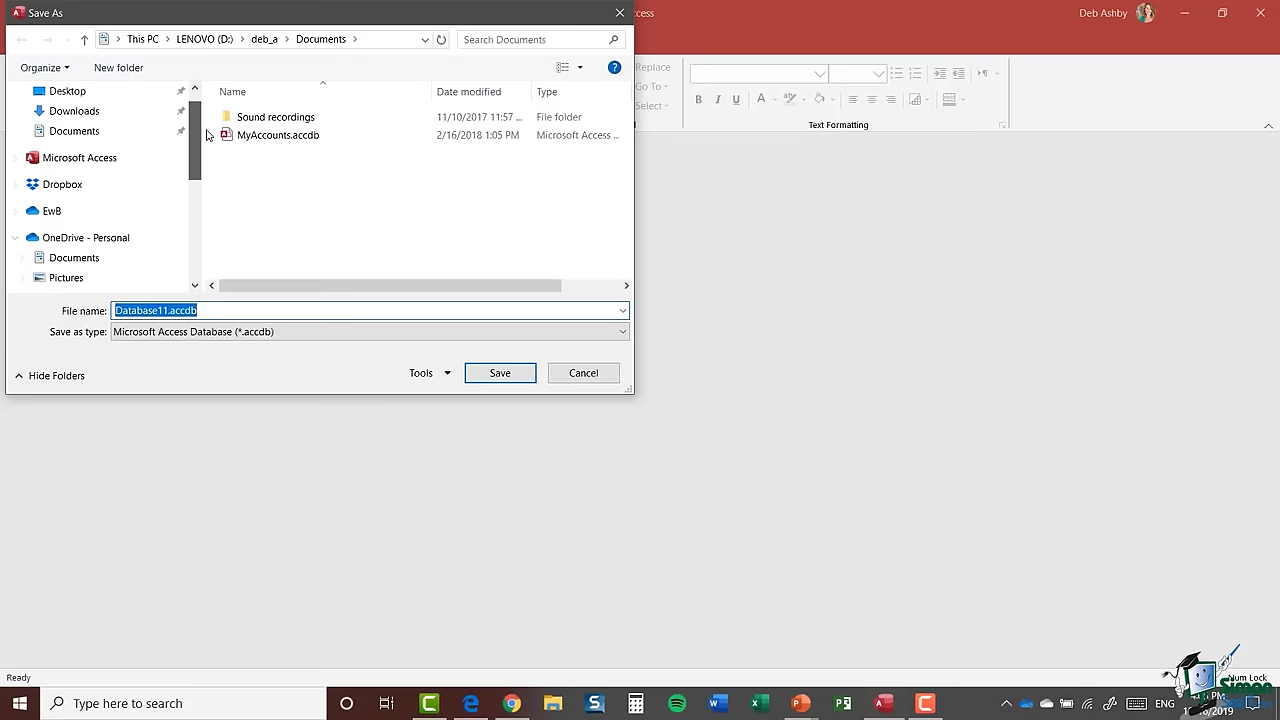 Save As
cess
Deb Ashby
This PC
LENOVO (D:)
deb_a
Documents
Search Documents
Organize
New folder
Replace
Go To
Select
B I U A
Text Formatting
Desktop
Downloads
Documents
Microsoft Access
Dropbox
EwB
OneDrive - Personal
Documents
Pictures
Name
Date modified
Type
Sound recordings
11/10/2017 11:57 ...
File folder
MyAccounts.accdb
2/16/2018 1:05 PM
Microsoft Access ...
File name:
Database11.accdb
Save as type:
Microsoft Access Database (*.accdb)
Hide Folders
Tools
Save
Cancel
Ready
Num Lock
Type here to search
ENG